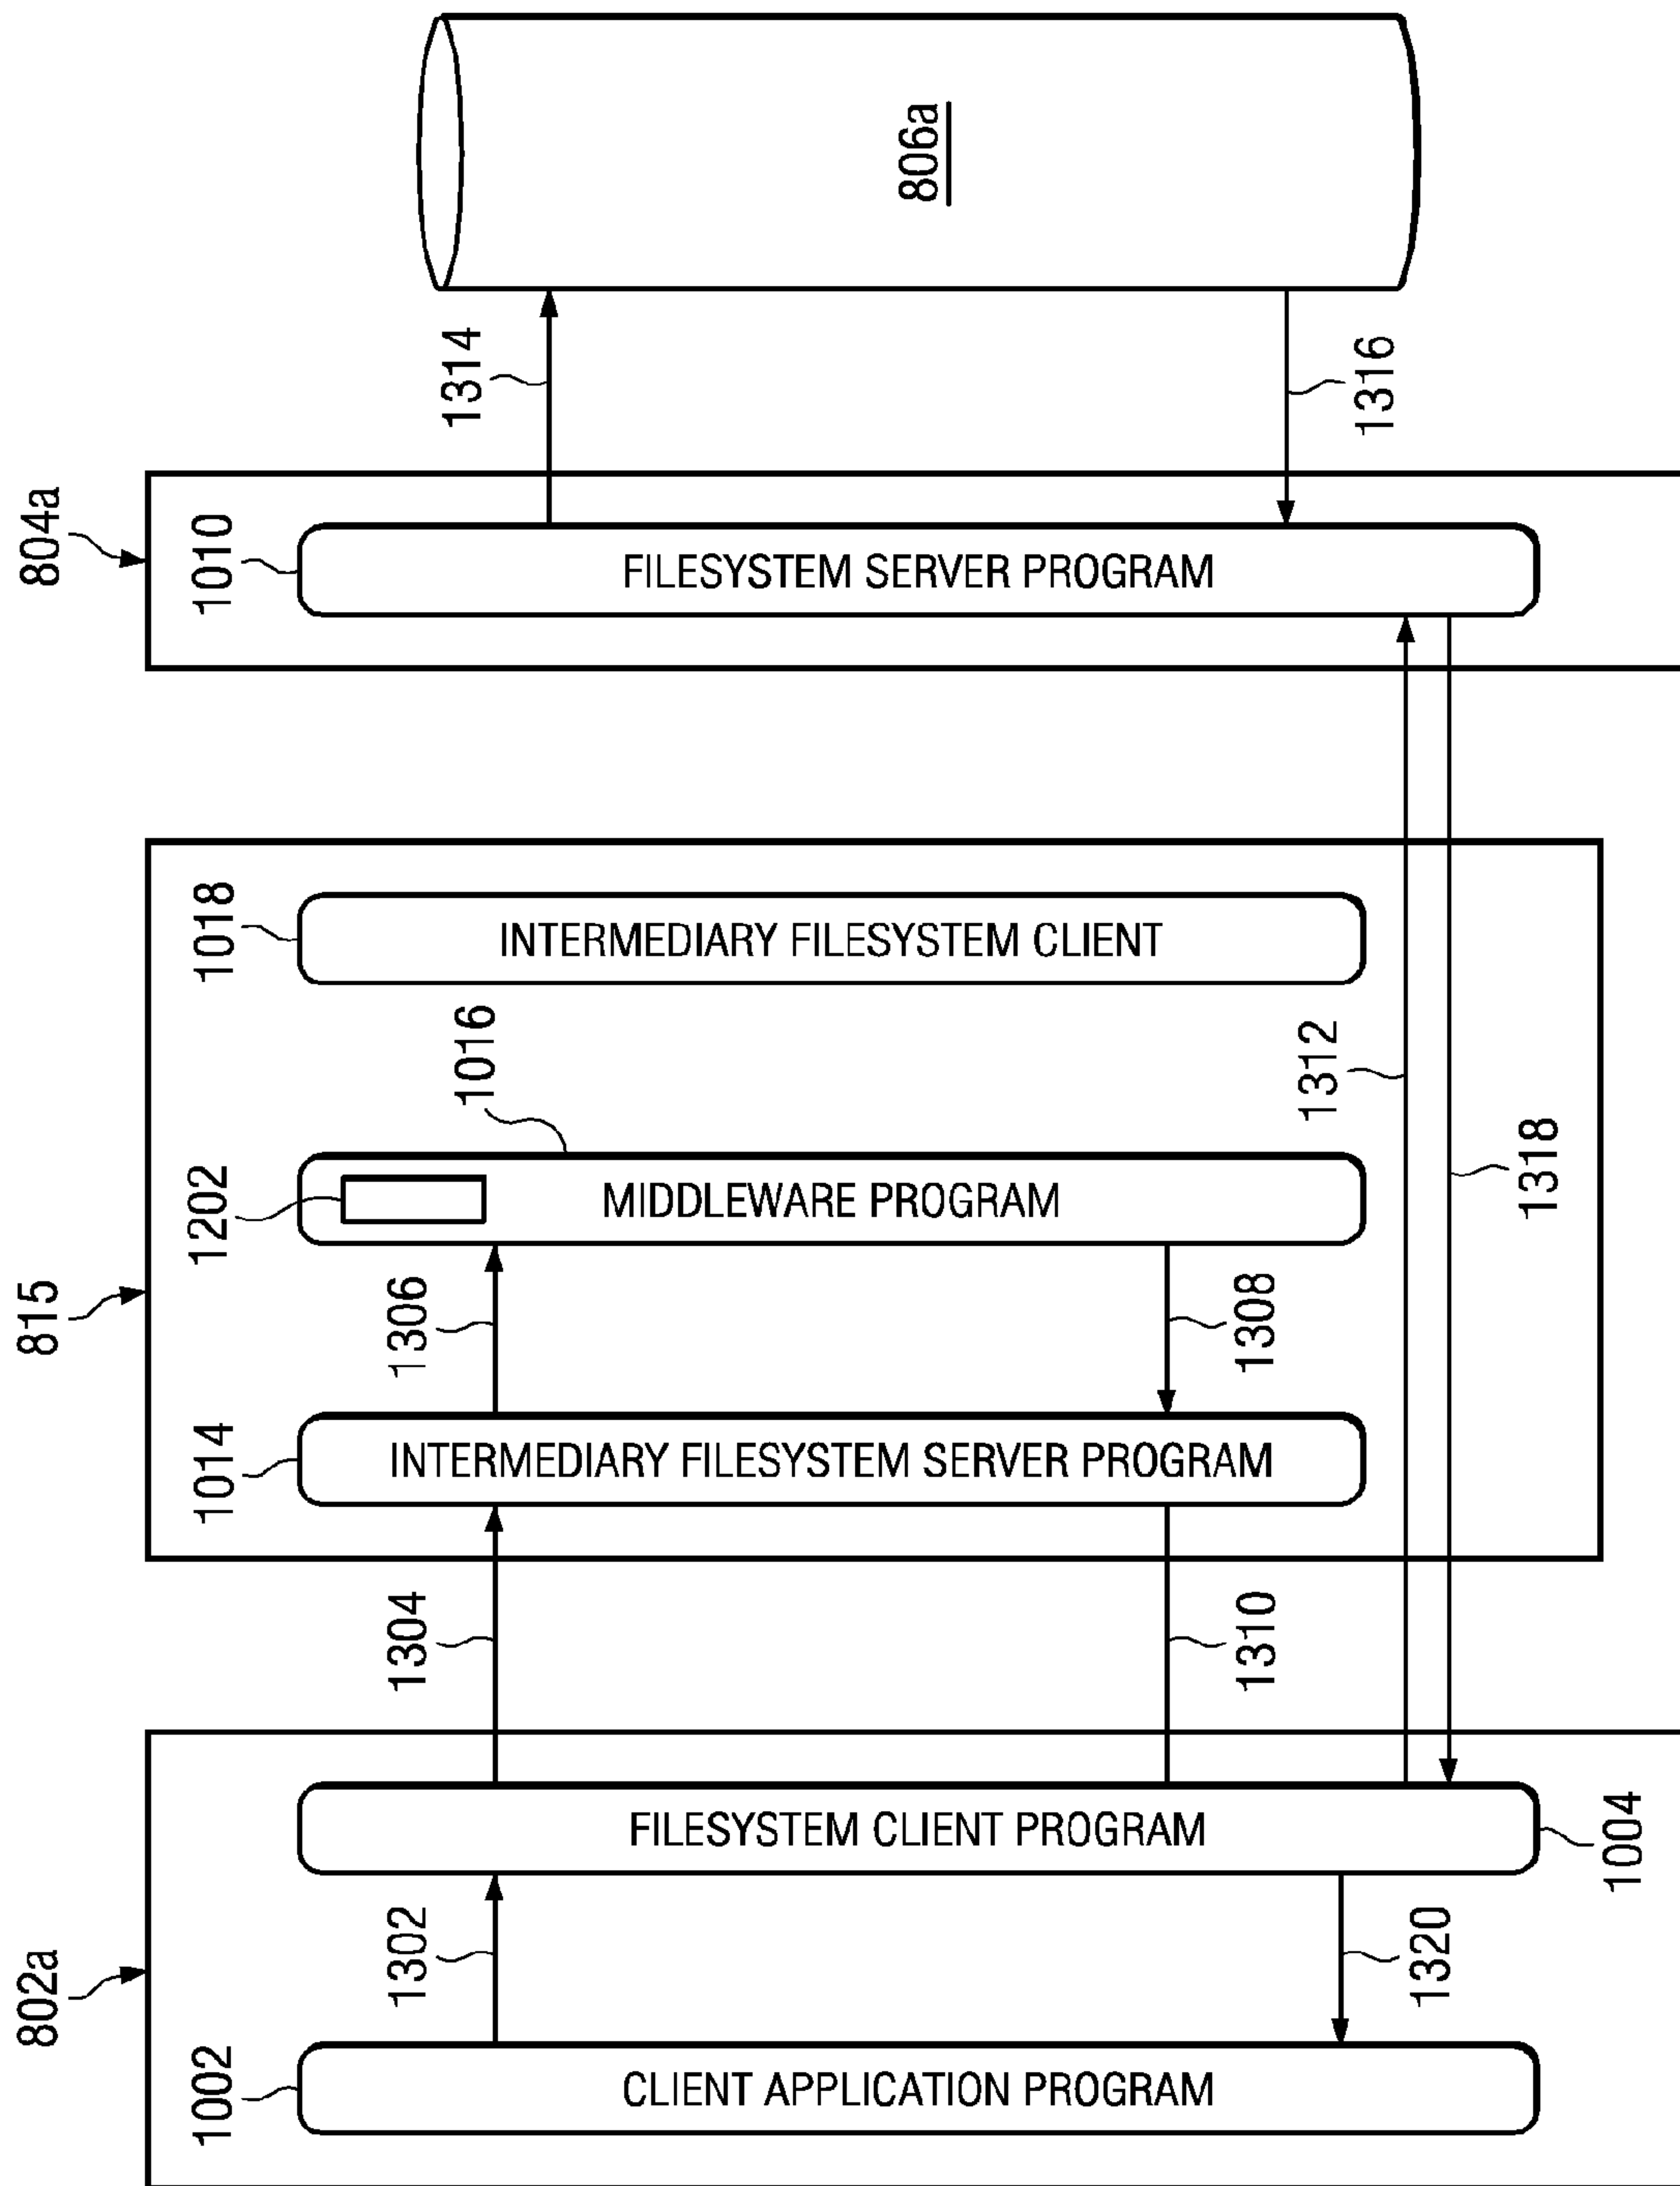 802a
1002
CLIENT APPLICATION PROGRAM
1302
1320
FILESYSTEM CLIENT PROGRAM
1004
1304
1310
815
1014
INTERMEDIARY FILESYSTEM SERVER PROGRAM
1306
1308
1202
MIDDLEWARE PROGRAM
1016
1018
INTERMEDIARY FILESYSTEM CLIENT
1312
1318
804a
1010
FILESYSTEM SERVER PROGRAM
1314
1316
806a